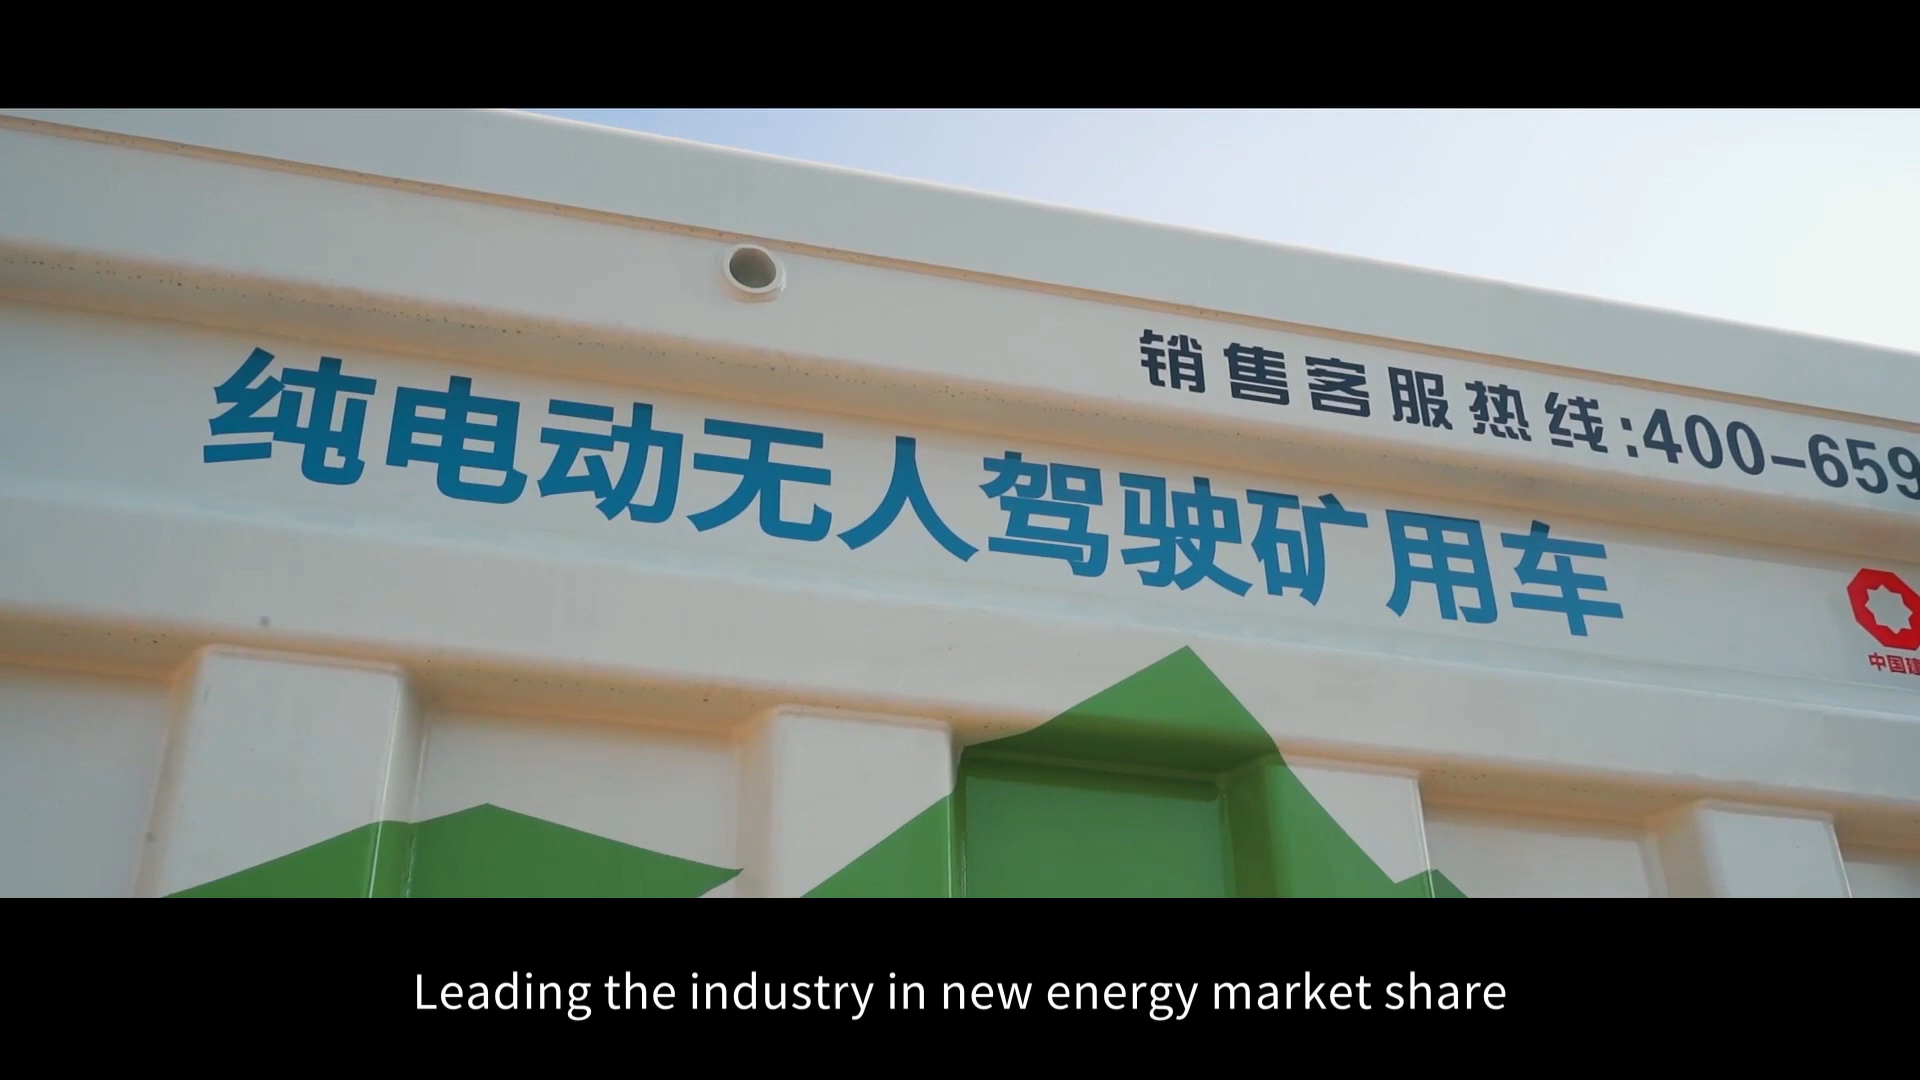 销售客服热线:400-659
纯电动无人驾驶矿用车
中国建
Leading the industry in new energy market share